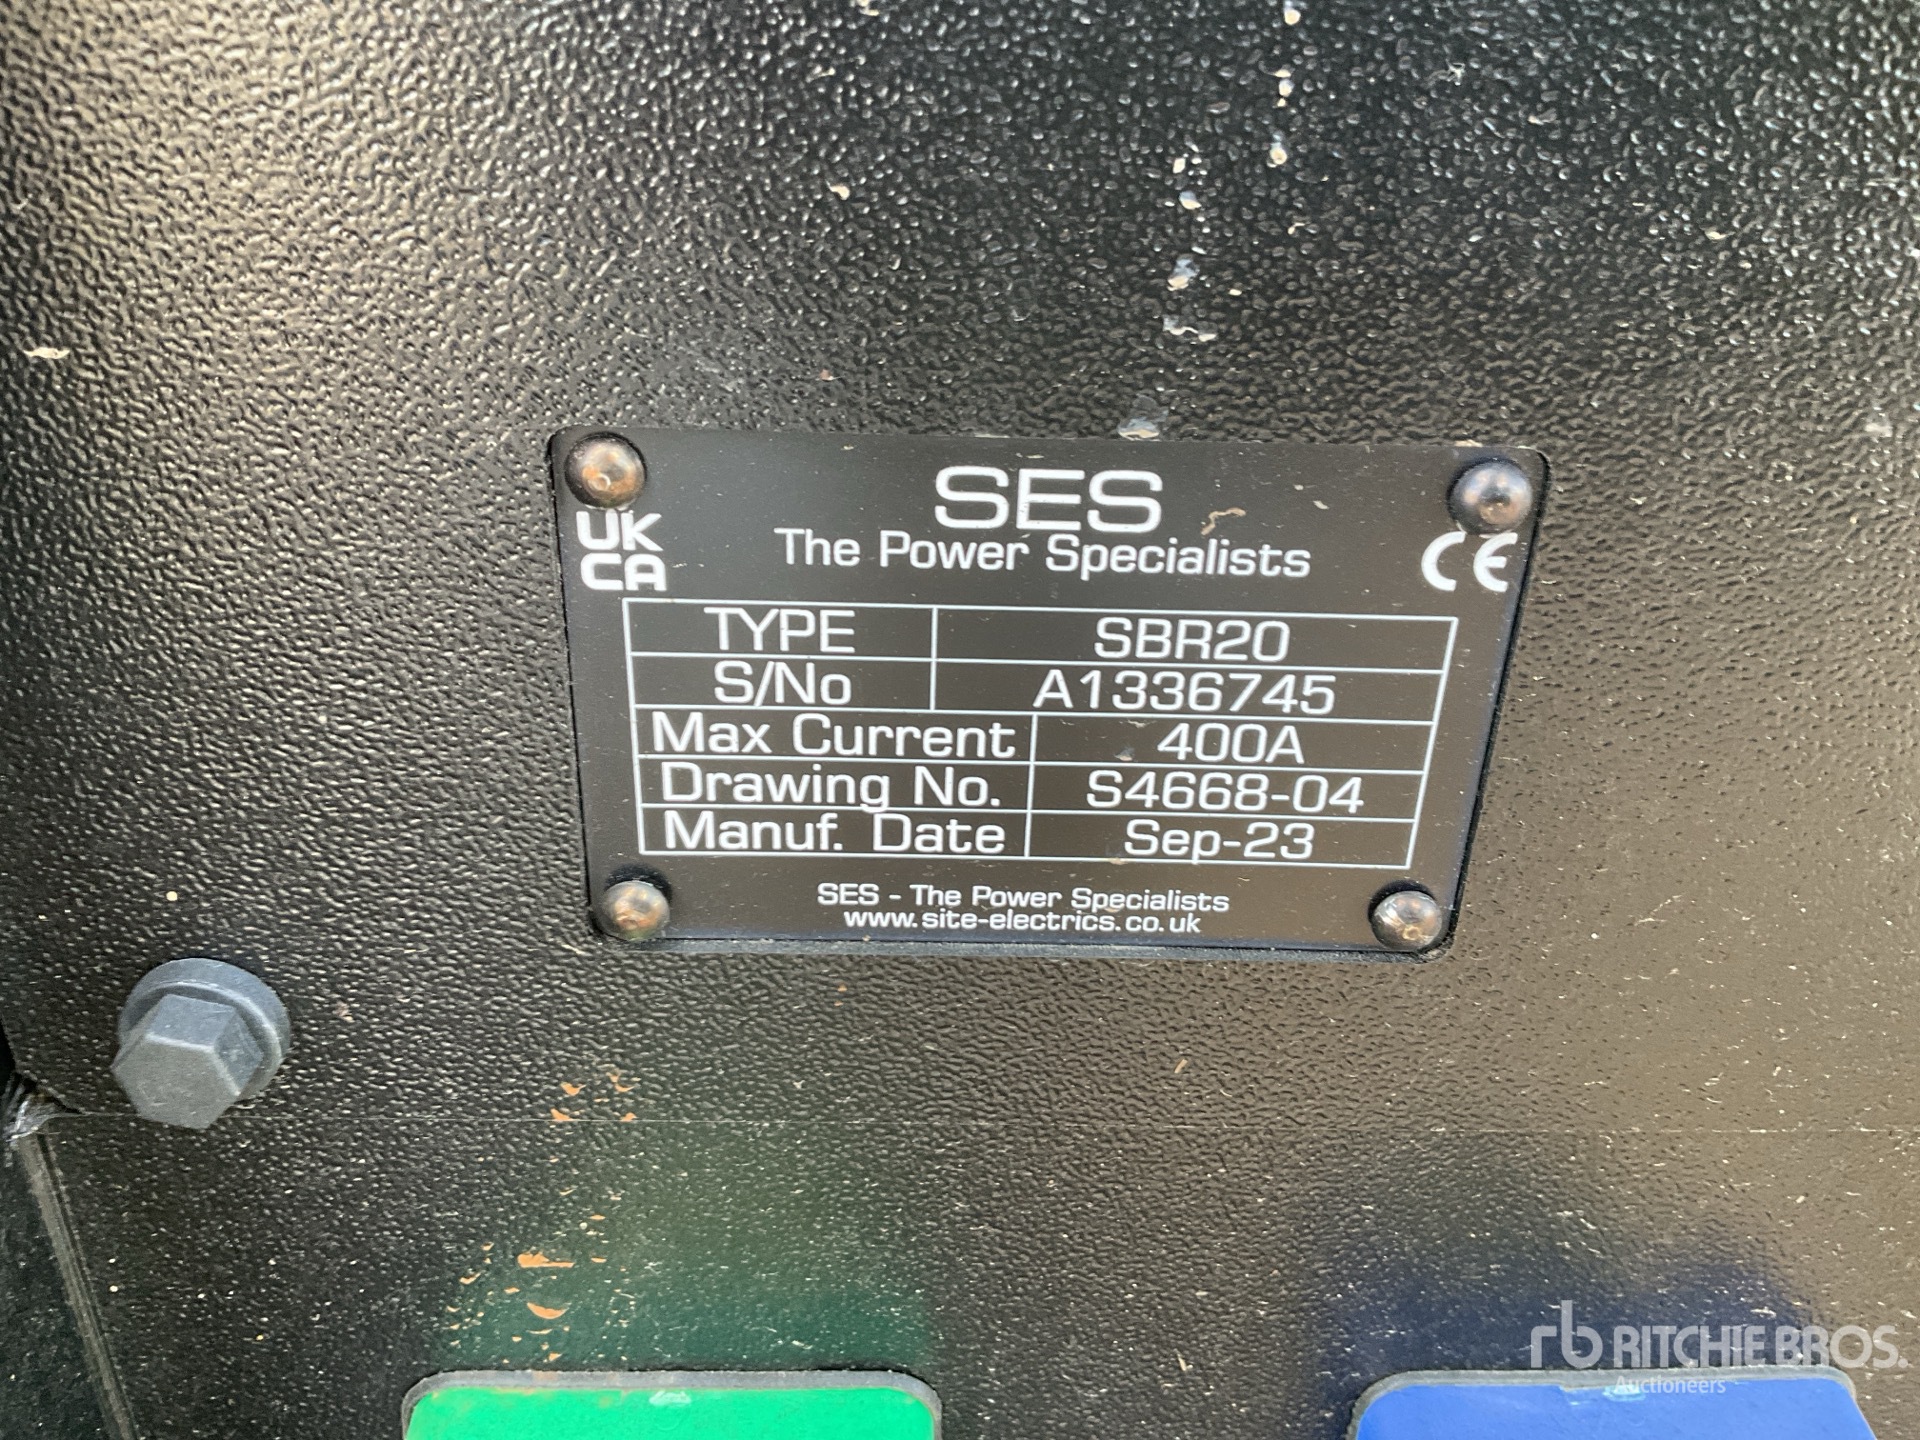 SES
The Power Specialists
UK
CA
CE
TYPE SBR20
S/No A1336745
Max Current 400A
Drawing No. S4668-04
Manuf. Date Sep-23
SES - The Power Specialists
www.site-electrics.co.uk
rb RITCHIE BROS.
Auctioneers